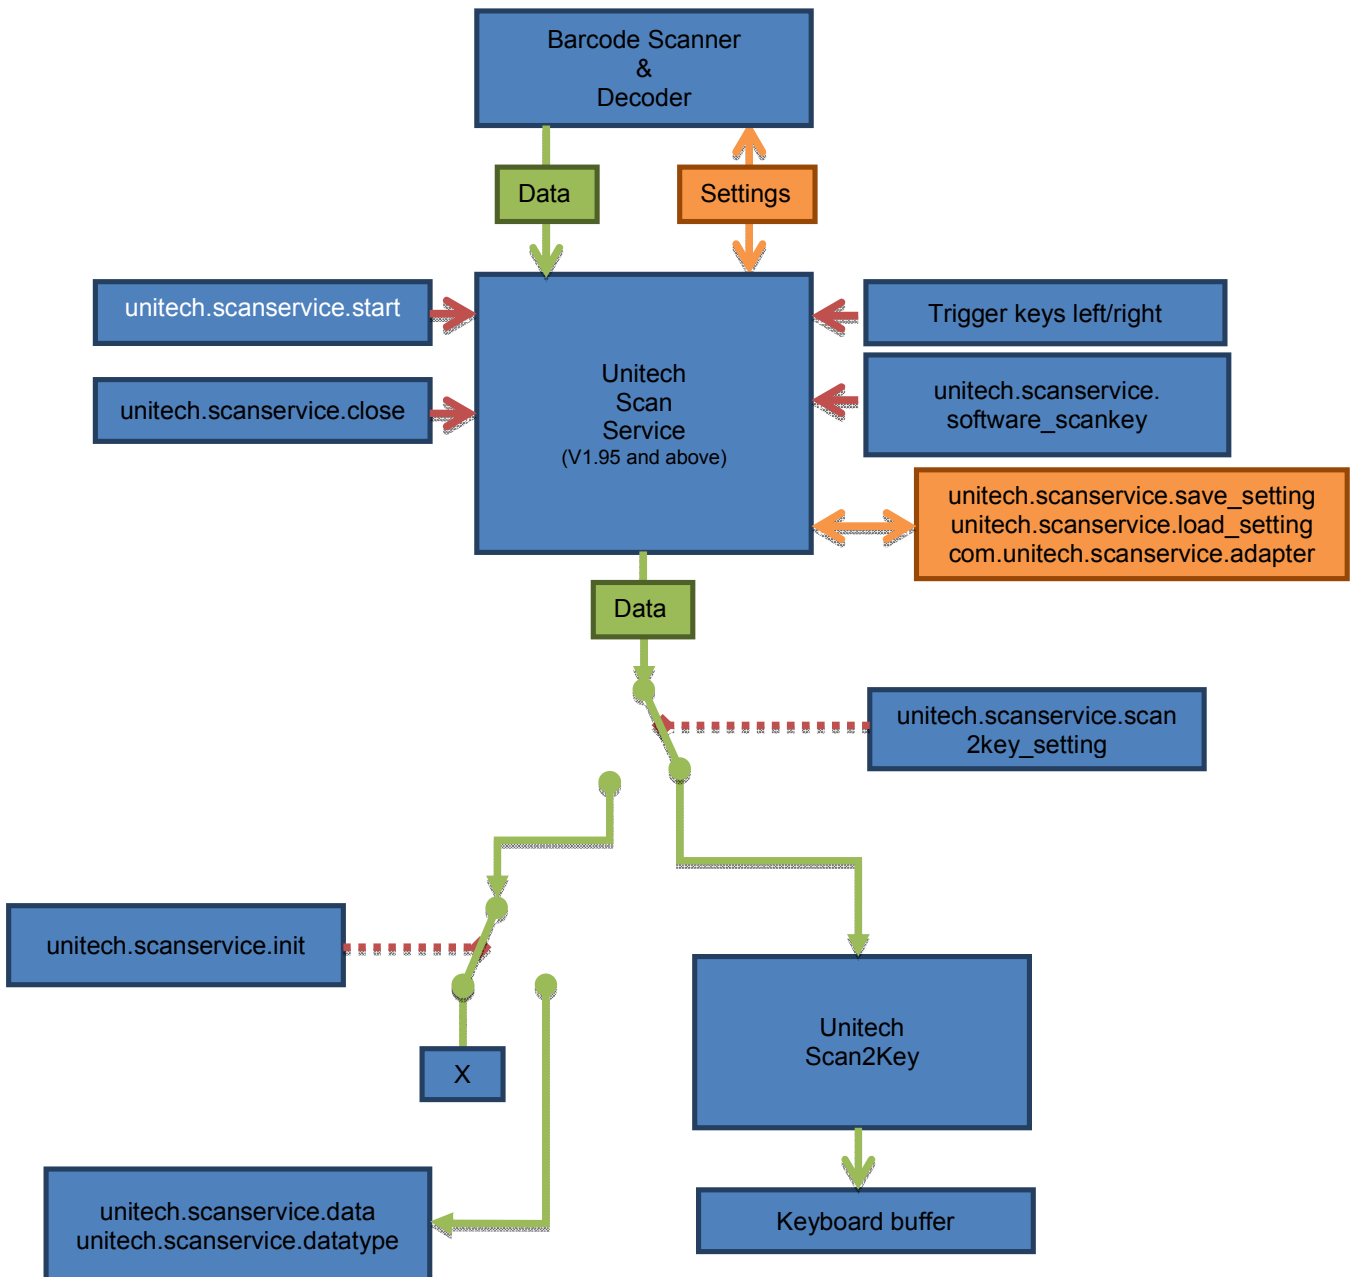 Barcode Scanner
&
Decoder
Data
Settings
unitech.scanservice.start
Trigger keys left/right
unitech.scanservice.close
Unitech
Scan
Service
(V1.95 and above)
unitech.scanservice.
software_scankey
unitech.scanservice.save_setting
unitech.scanservice.load_setting
com.unitech.scanservice.adapter
Data
unitech.scanservice.scan
2key_setting
unitech.scanservice.init
Unitech
Scan2Key
X
unitech.scanservice.data
unitech.scanservice.datatype
Keyboard buffer